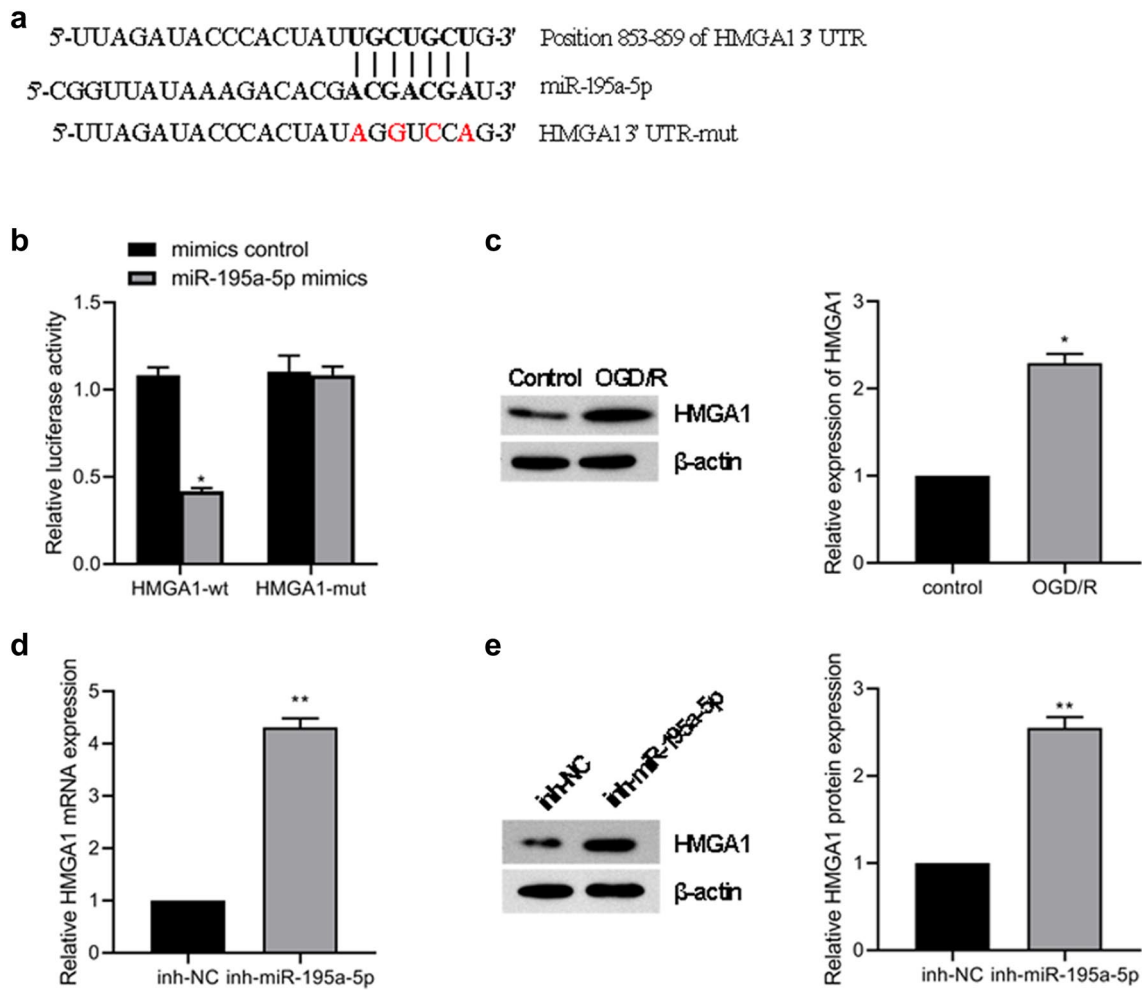 a
5'-UUAGAUACCCACUAUUGCUGCUG-3' Position 853-859 of HMGA1 3' UTR
5'-CGGUUAUAAAGACACGACGACGAU-3' miR-195a-5p
5'-UUAGAUACCCACUAUAGGUCCAG-3' HMGA1 3' UTR-mut
b
mimics control
miR-195a-5p mimics
Relative luciferase activity
1.5
1.0
0.5
0.0
*
HMGA1-wt HMGA1-mut
c
Control OGD/R
HMGA1
β-actin
Relative expression of HMGA1
3
2
1
0
*
control OGD/R
d
Relative HMGA1 mRNA expression
5
4
3
2
1
0
**
inh-NC inh-miR-195a-5p
e
inh-NC
inh-miR-195a-5p
HMGA1
β-actin
Relative HMGA1 protein expression
3
2
1
0
**
inh-NC inh-miR-195a-5p